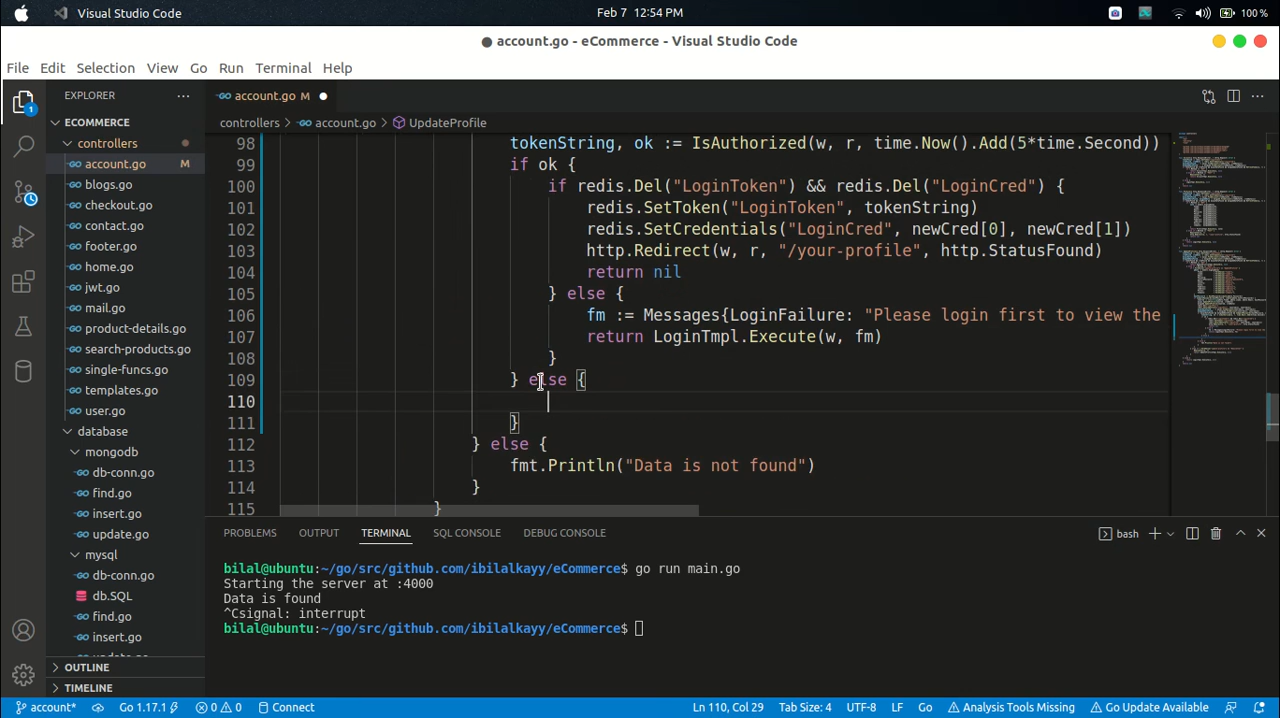 Visual Studio Code
Feb 7 12:54 PM
100 %
account.go - eCommerce - Visual Studio Code
File Edit Selection View Go Run Terminal Help
EXPLORER
ECOMMERCE
controllers
account.go M
blogs.go
checkout.go
contact.go
footer.go
home.go
jwt.go
mail.go
product-details.go
search-products.go
single-funcs.go
templates.go
user.go
database
mongodb
db-conn.go
find.go
insert.go
update.go
mysql
db-conn.go
db.SQL
find.go
insert.go
OUTLINE
TIMELINE
1
account.go M
controllers > account.go > UpdateProfile
98 tokenString, ok := IsAuthorized(w, r, time.Now().Add(5*time.Second))
99 if ok {
100 if redis.Del("LoginToken") && redis.Del("LoginCred") {
101 redis.SetToken("LoginToken", tokenString)
102 redis.SetCredentials("LoginCred", newCred[0], newCred[1])
103 http.Redirect(w, r, "/your-profile", http.StatusFound)
104 return nil
105 } else {
106 fm := Messages{LoginFailure: "Please login first to view the
107 return LoginTmpl.Execute(w, fm)
108 }
109 } else {
110
111 }
112 } else {
113 fmt.Println("Data is not found")
114 }
115 }
PROBLEMS OUTPUT TERMINAL SQL CONSOLE DEBUG CONSOLE
bash
bilal@ubuntu:~/go/src/github.com/ibilalkayy/eCommerce$ go run main.go
Starting the server at :4000
Data is found
^Csignal: interrupt
bilal@ubuntu:~/go/src/github.com/ibilalkayy/eCommerce$
account* Go 1.17.1 0 0 Connect Ln 110, Col 29 Tab Size: 4 UTF-8 LF Go Analysis Tools Missing Go Update Available